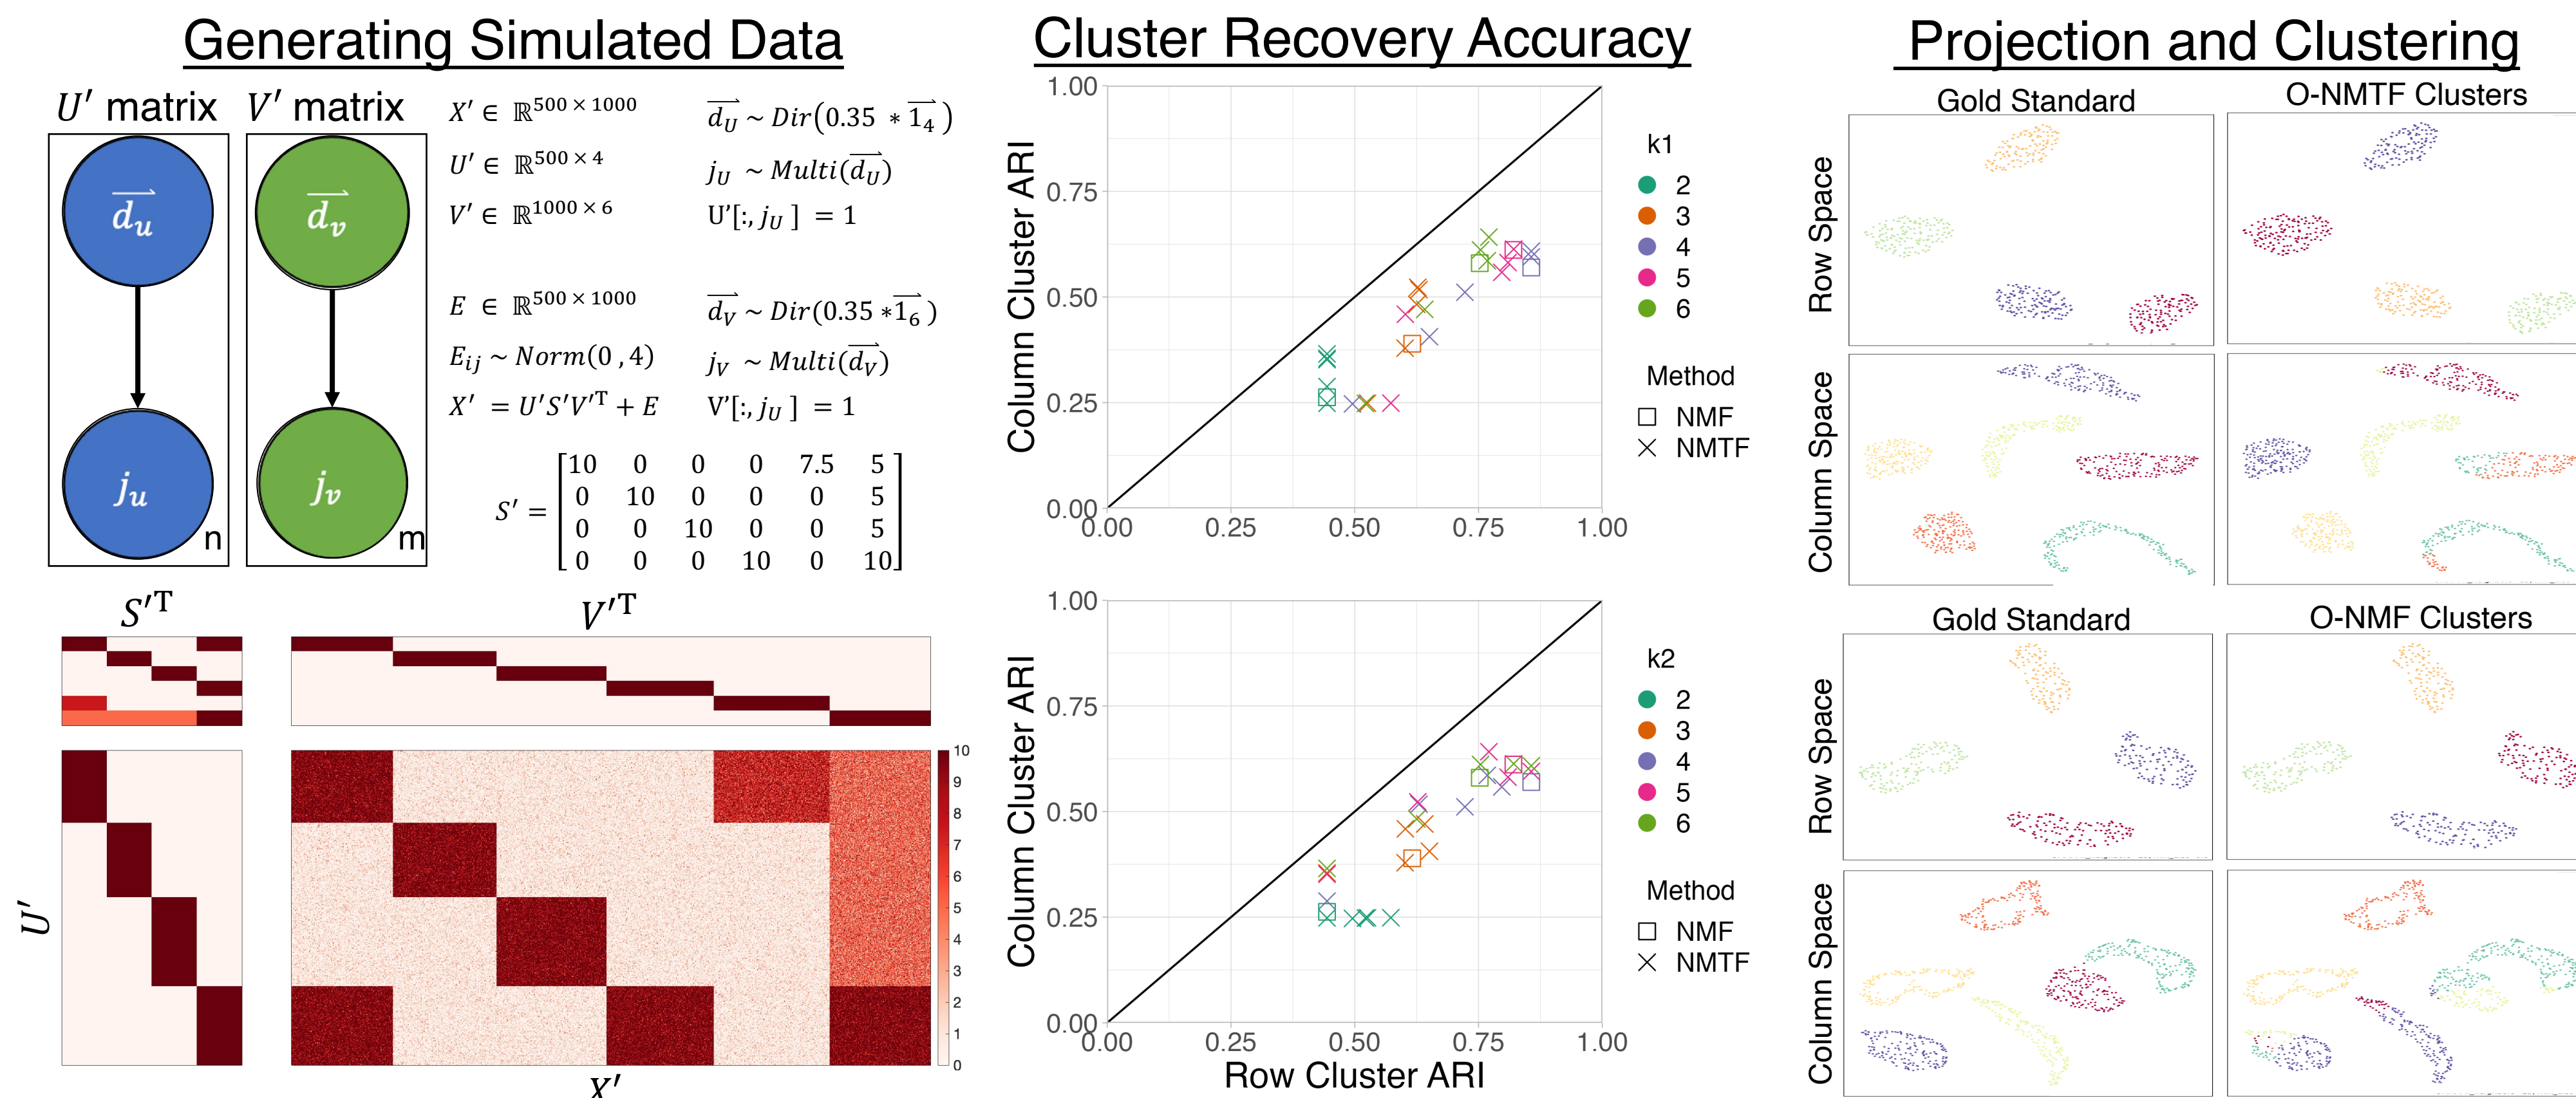 Generating Simulated Data
U′ matrix
V′ matrix
d_u
j_u
n
d_v
j_v
m
X′ ∈ ℝ^{500 × 1000}
U′ ∈ ℝ^{500 × 4}
V′ ∈ ℝ^{1000 × 6}
E ∈ ℝ^{500 × 1000}
E_{ij} ~ Norm(0 , 4)
X′ = U′S′V′^T + E
d_U ~ Dir(0.35 * 1_4 )
j_U ~ Multi(d_U)
U'[:, j_U ] = 1
d_V ~ Dir(0.35 *1_6 )
j_V ~ Multi(d_V)
V'[:, j_U ] = 1
S′ =
10 0 0 0 7.5 5
0 10 0 0 0 5
0 0 10 0 0 5
0 0 0 10 0 10
S′^T
V′^T
U′
X′
10
9
8
7
6
5
4
3
2
1
0
Cluster Recovery Accuracy
Column Cluster ARI
1.00
0.75
0.50
0.25
0.00
0.00 0.25 0.50 0.75 1.00
k1
2
3
4
5
6
Method
NMF
NMTF
Column Cluster ARI
1.00
0.75
0.50
0.25
0.00
0.00 0.25 0.50 0.75 1.00
Row Cluster ARI
k2
2
3
4
5
6
Method
NMF
NMTF
Projection and Clustering
Gold Standard
O-NMTF Clusters
Row Space
Column Space
Gold Standard
O-NMF Clusters
Row Space
Column Space